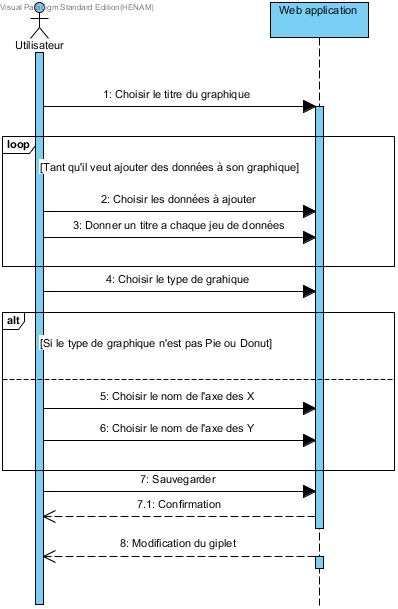 Visual Paradigm Standard Edition(HENAM)
Utilisateur
Web application
1: Choisir le titre du graphique
loop
[Tant qu'il veut ajouter des données à son graphique]
2: Choisir les données à ajouter
3: Donner un titre a chaque jeu de données
4: Choisir le type de grahique
alt
[Si le type de graphique n'est pas Pie ou Donut]
5: Choisir le nom de l'axe des X
6: Choisir le nom de l'axe des Y
7: Sauvegarder
7.1: Confirmation
8: Modification du giplet